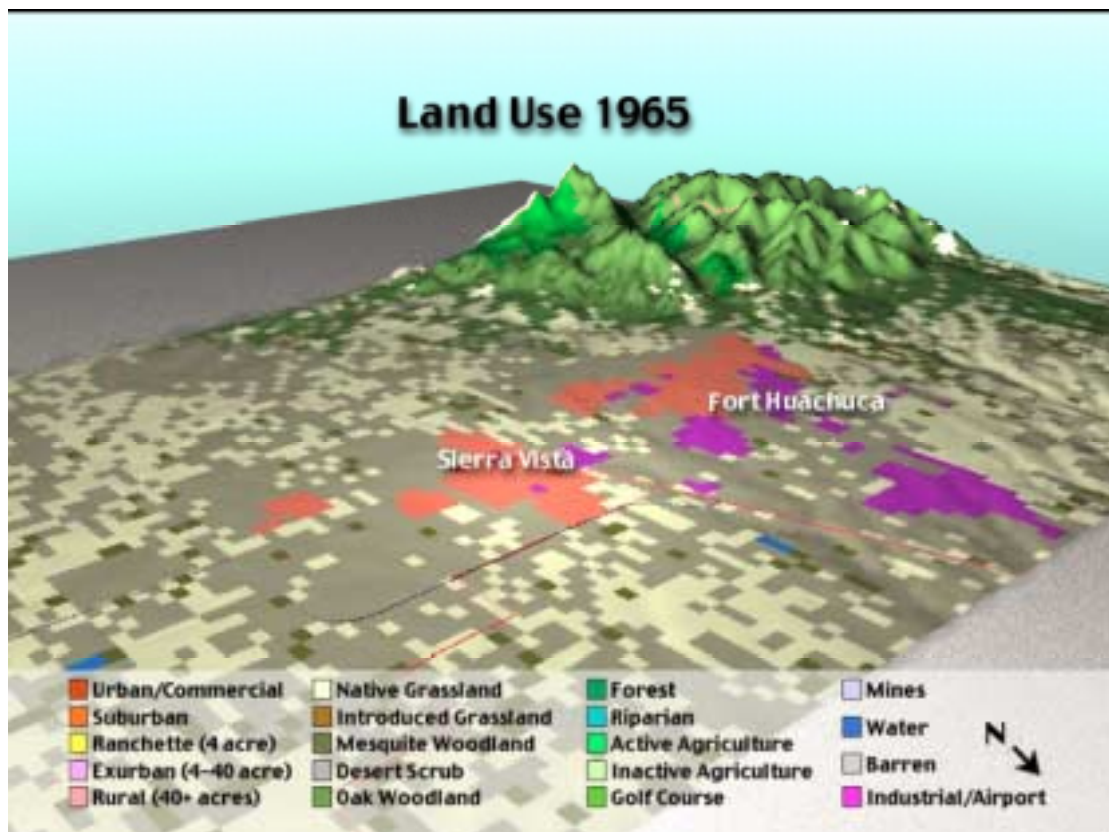 Land Use 1965
Fort Huachuca
Sierra Vista
Urban/Commercial
Suburban
Ranchette (4 acre)
Exurban (4-40 acre)
Rural (40+ acres)
Native Grassland
Introduced Grassland
Mesquite Woodland
Desert Scrub
Oak Woodland
Forest
Riparian
Active Agriculture
Inactive Agriculture
Golf Course
Mines
Water
Barren
Industrial/Airport
N